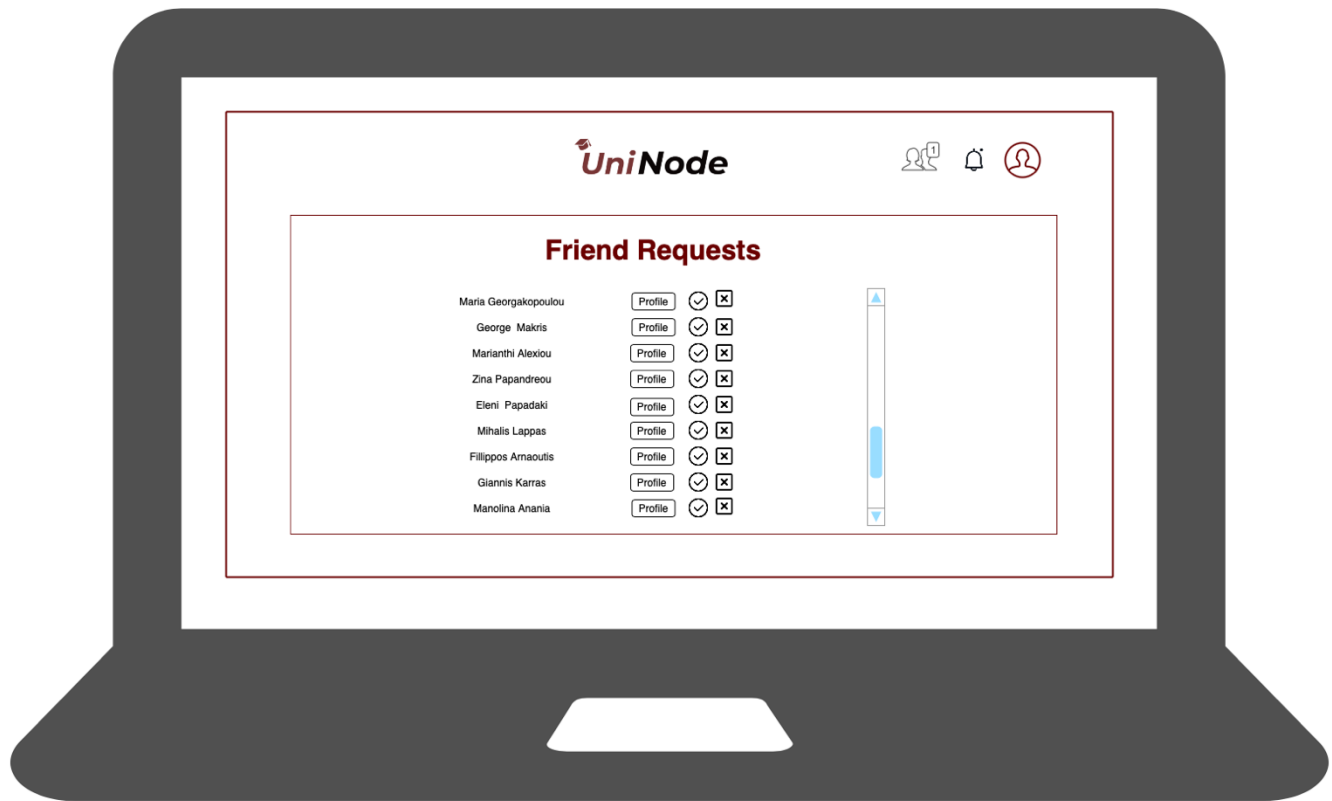 UniNode
1
Friend Requests
Maria Georgakopoulou Profile
George Makris Profile
Marianthi Alexiou Profile
Zina Papandreou Profile
Eleni Papadaki Profile
Mihalis Lappas Profile
Fillippos Arnaoutis Profile
Giannis Karras Profile
Manolina Anania Profile